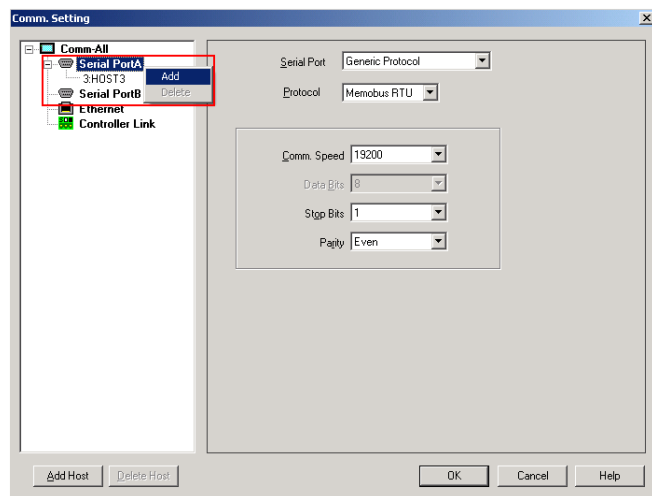 Comm. Setting
Comm-All
Serial PortA
3:HOST3
Add
Delete
Serial PortB
Ethernet
Controller Link
Serial Port Generic Protocol
Protocol Memobus RTU
Comm. Speed 19200
Data Bits 8
Stop Bits 1
Parity Even
Add Host Delete Host OK Cancel Help